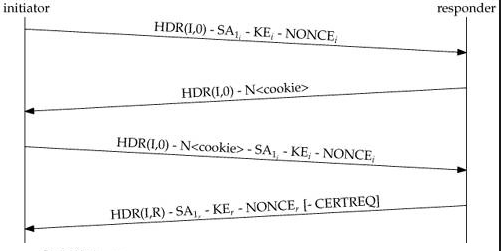 initiator responder
HDR(I,0) - SA1i - KEi - NONCEi
HDR(I,0) - N<cookie>
HDR(I,0) - N<cookie> - SA1i - KEi - NONCEi
HDR(I,R) - SA1r - KEr - NONCEr [- CERTREQ]